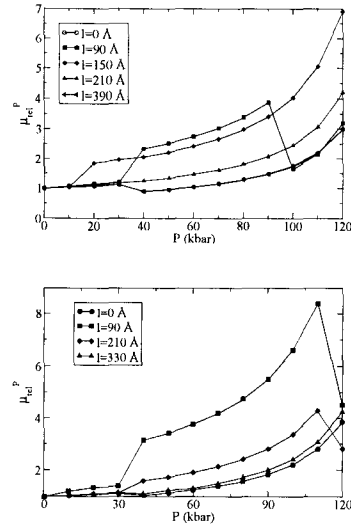 7
6
5
4
3
2
1
0
l=0 Å
l=90 Å
l=150 Å
l=210 Å
l=390 Å
μrel^P
0 20 40 60 80 100 120
P (kbar)
8
6
4
2
l=0 Å
l=90 Å
l=210 Å
l=330 Å
μrel^P
0 30 60 90 120
P (kbar)